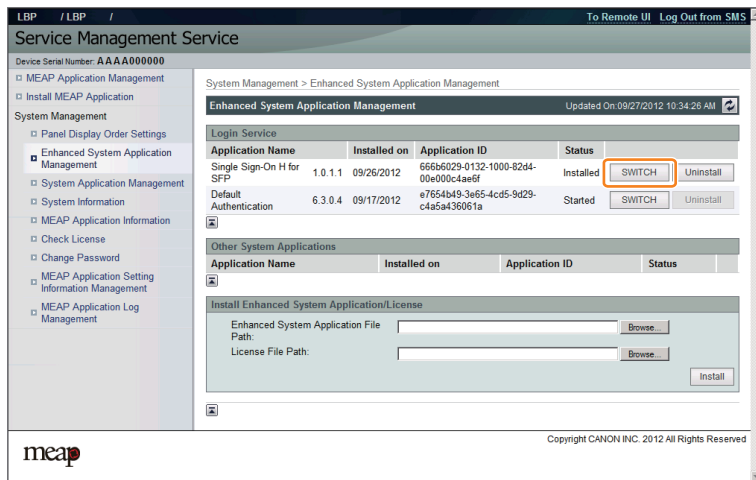 LBP / LBP /
To Remote UI Log Out from SMS
Service Management Service
Device Serial Number: AAAA000000
MEAP Application Management
Install MEAP Application
System Management
Panel Display Order Settings
Enhanced System Application
Management
System Application Management
System Information
MEAP Application Information
Check License
Change Password
MEAP Application Setting
Information Management
MEAP Application Log
Management
System Management > Enhanced System Application Management
Enhanced System Application Management Updated On:09/27/2012 10:34:26 AM
Login Service
Application Name Installed on Application ID Status
Single Sign-On H for
SFP 1.0.1.1 09/26/2012 666b6029-0132-1000-82d4-
00e000c4ae6f Installed SWITCH Uninstall
Default
Authentication 6.3.0.4 09/17/2012 e7654b49-3e65-4cd5-9d29-
c4a5a436061a Started SWITCH Uninstall
Other System Applications
Application Name Installed on Application ID Status
Install Enhanced System Application/License
Enhanced System Application File
Path: Browse...
License File Path: Browse...
Install
Copyright CANON INC. 2012 All Rights Reserved
meap